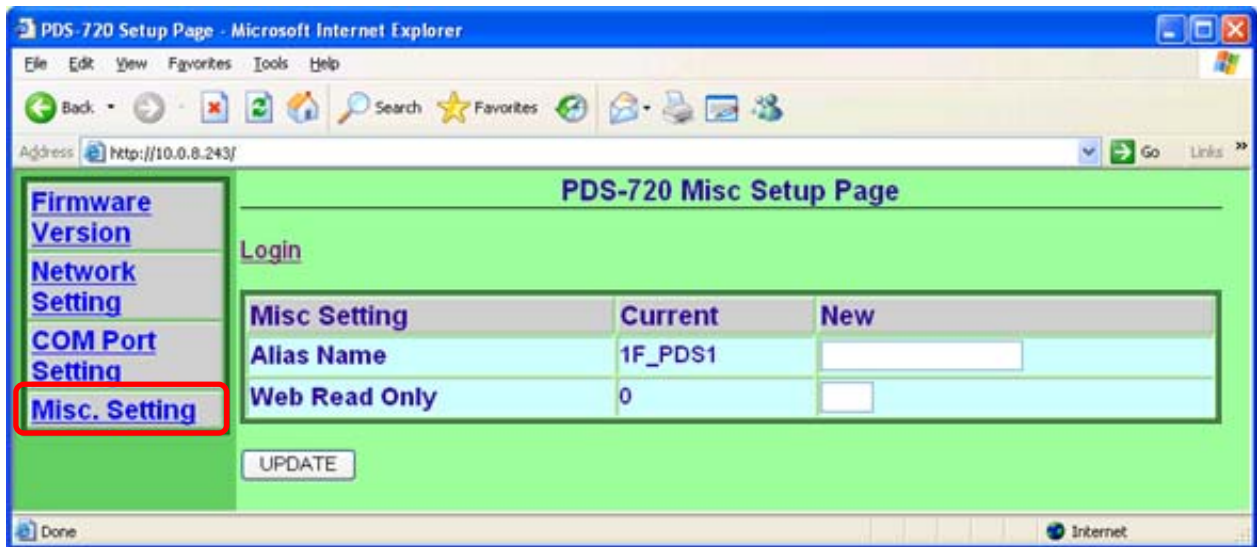 PDS-720 Setup Page - Microsoft Internet Explorer
File Edit View Favorites Tools Help
Back Search Favorites
Address http://10.0.8.243/ Go Links »
Firmware
Version
Network
Setting
COM Port
Setting
Misc. Setting
PDS-720 Misc Setup Page
Login
Misc Setting Current New
Alias Name 1F_PDS1
Web Read Only 0
UPDATE
Done Internet